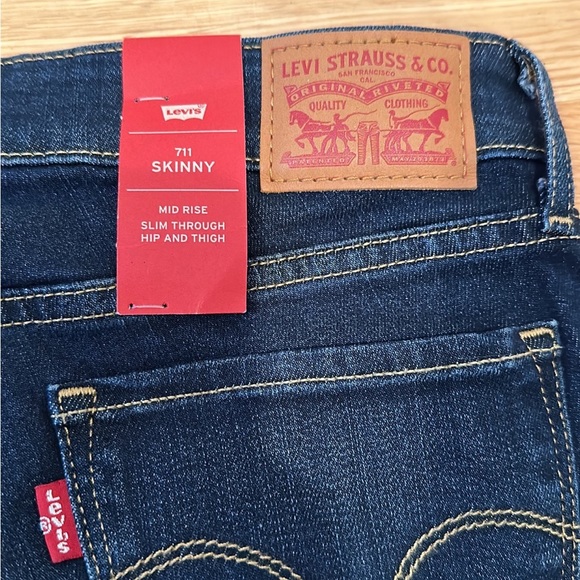 Levi's
711
SKINNY
MID RISE
SLIM THROUGH
HIP AND THIGH
LEVI STRAUSS & CO.
SAN FRANCISCO
CAL.
ORIGINAL RIVETED
QUALITY CLOTHING
Levi's
®